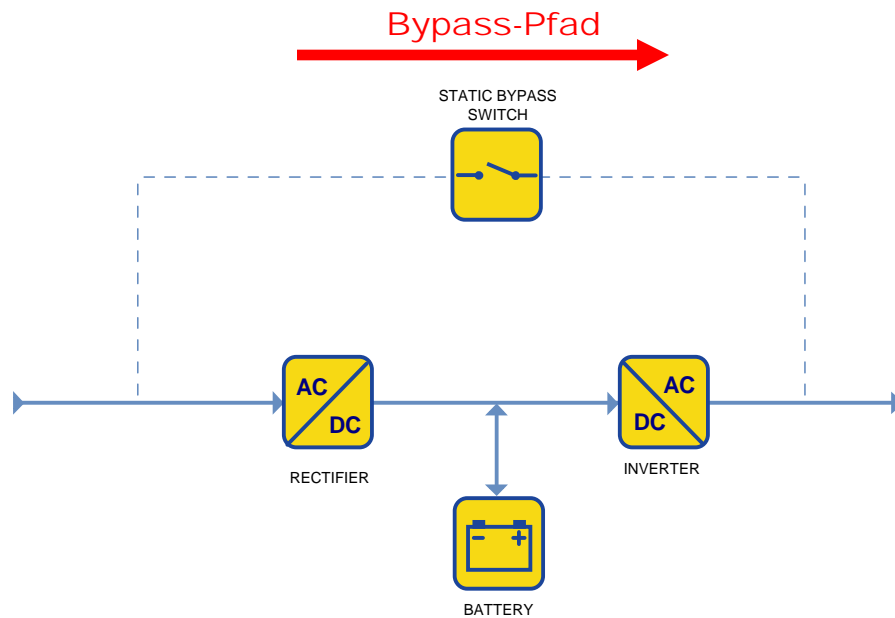 Bypass-Pfad
STATIC BYPASS
SWITCH
AC
DC
RECTIFIER
AC
DC
INVERTER
- +
BATTERY